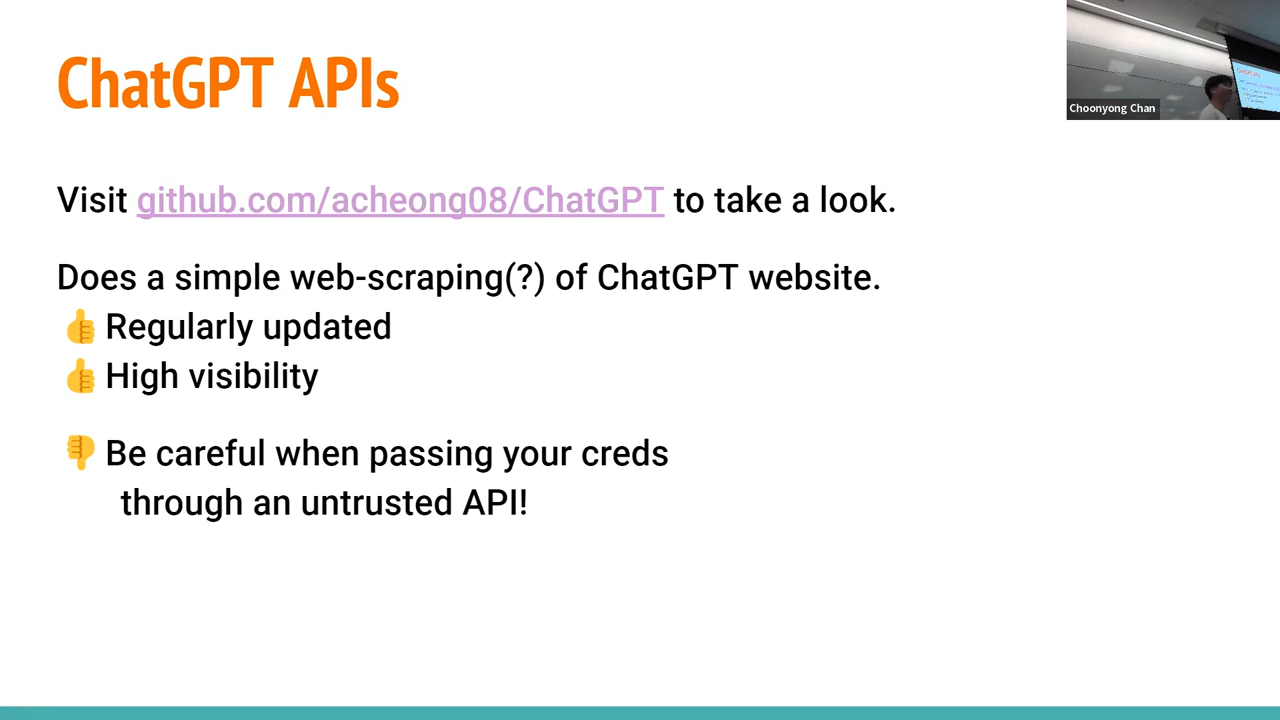 ChatGPT APIs
Visit github.com/acheong08/ChatGPT to take a look.
Does a simple web-scraping(?) of ChatGPT website.
👍 Regularly updated
👍 High visibility
👎 Be careful when passing your creds
through an untrusted API!
Choonyong Chan